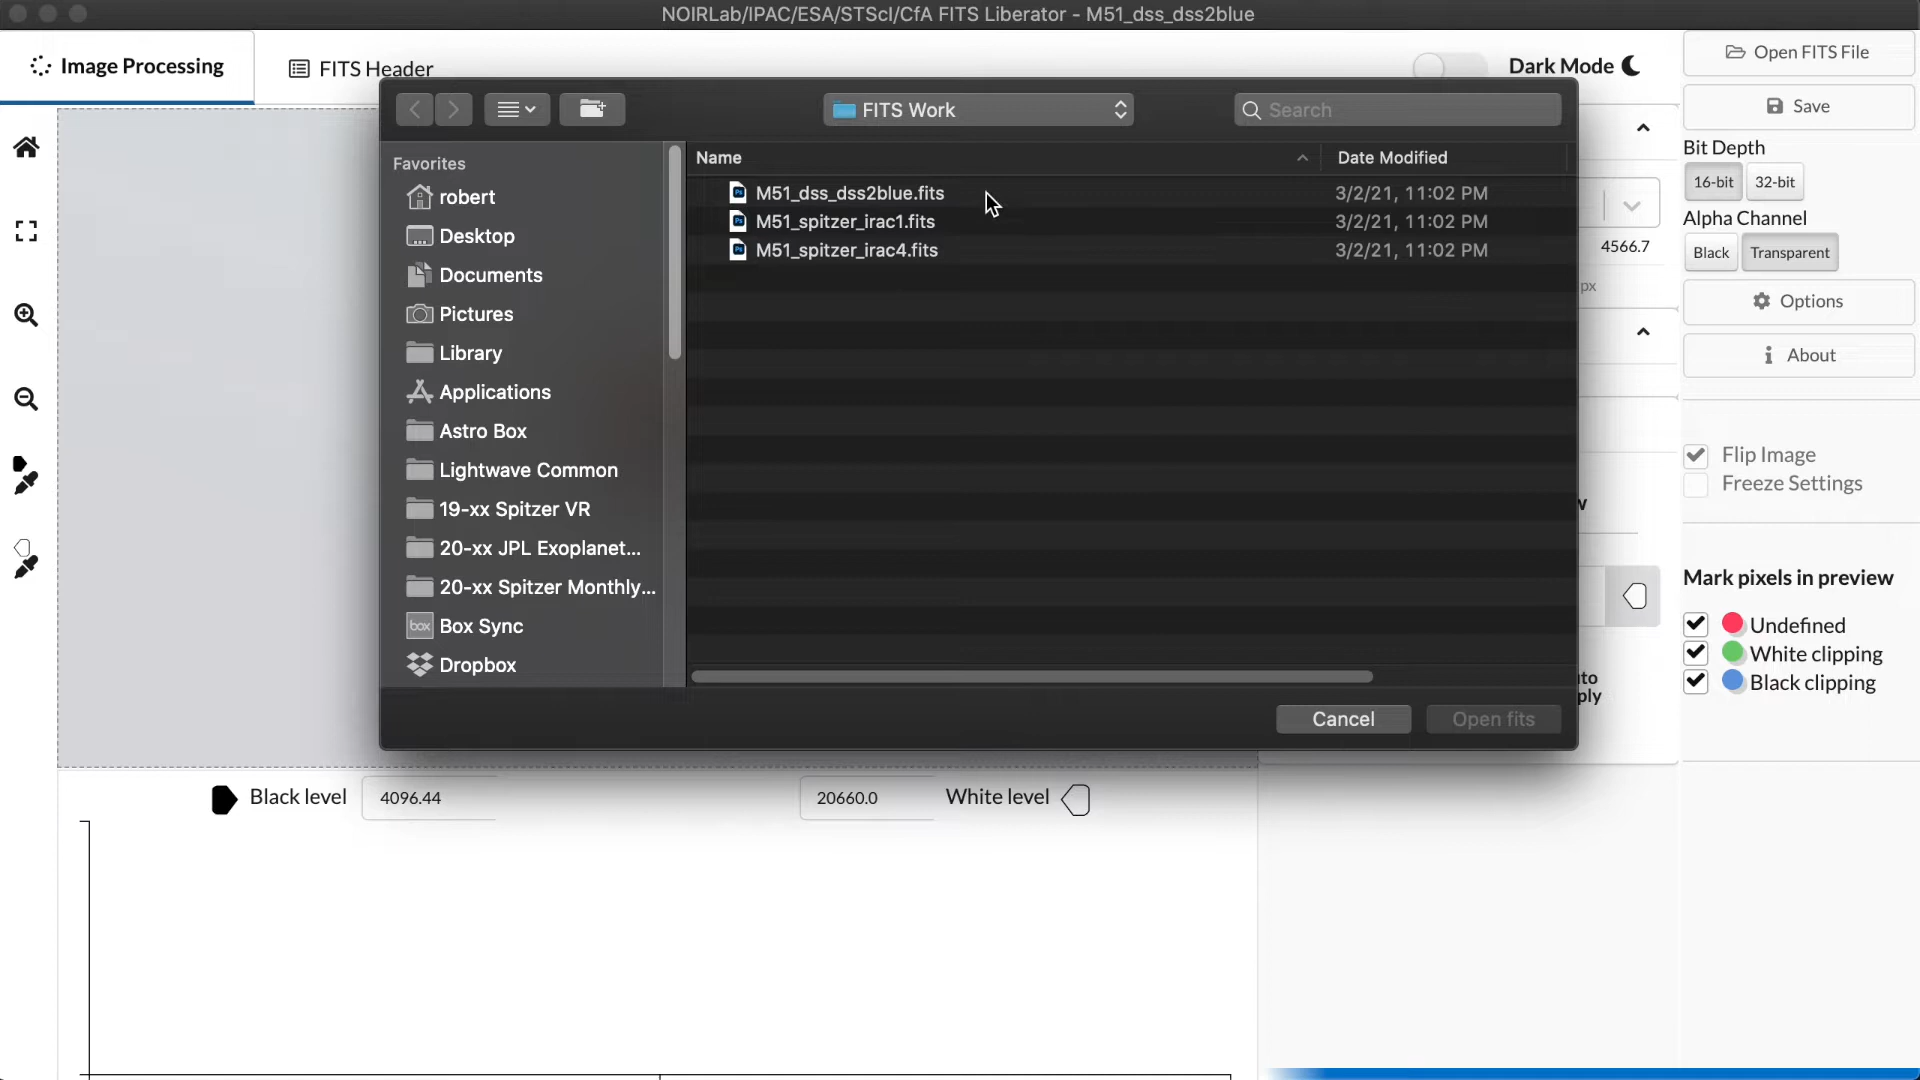 NOIRLab/IPAC/ESA/STScI/CfA FITS Liberator - M51_dss_dss2blue
Image Processing
FITS Header
Dark Mode
Open FITS File
Save
Bit Depth
16-bit
32-bit
Alpha Channel
Black
Transparent
Options
About
Flip Image
Freeze Settings
Mark pixels in preview
Undefined
White clipping
Black clipping
FITS Work
Search
Favorites
robert
Desktop
Documents
Pictures
Library
Applications
Astro Box
Lightwave Common
19-xx Spitzer VR
20-xx JPL Exoplanet...
20-xx Spitzer Monthly...
box
Box Sync
Dropbox
Name
Date Modified
M51_dss_dss2blue.fits 3/2/21, 11:02 PM
M51_spitzer_irac1.fits 3/2/21, 11:02 PM
M51_spitzer_irac4.fits 3/2/21, 11:02 PM
Cancel
Open fits
4566.7
px
Black level
4096.44
20660.0
White level